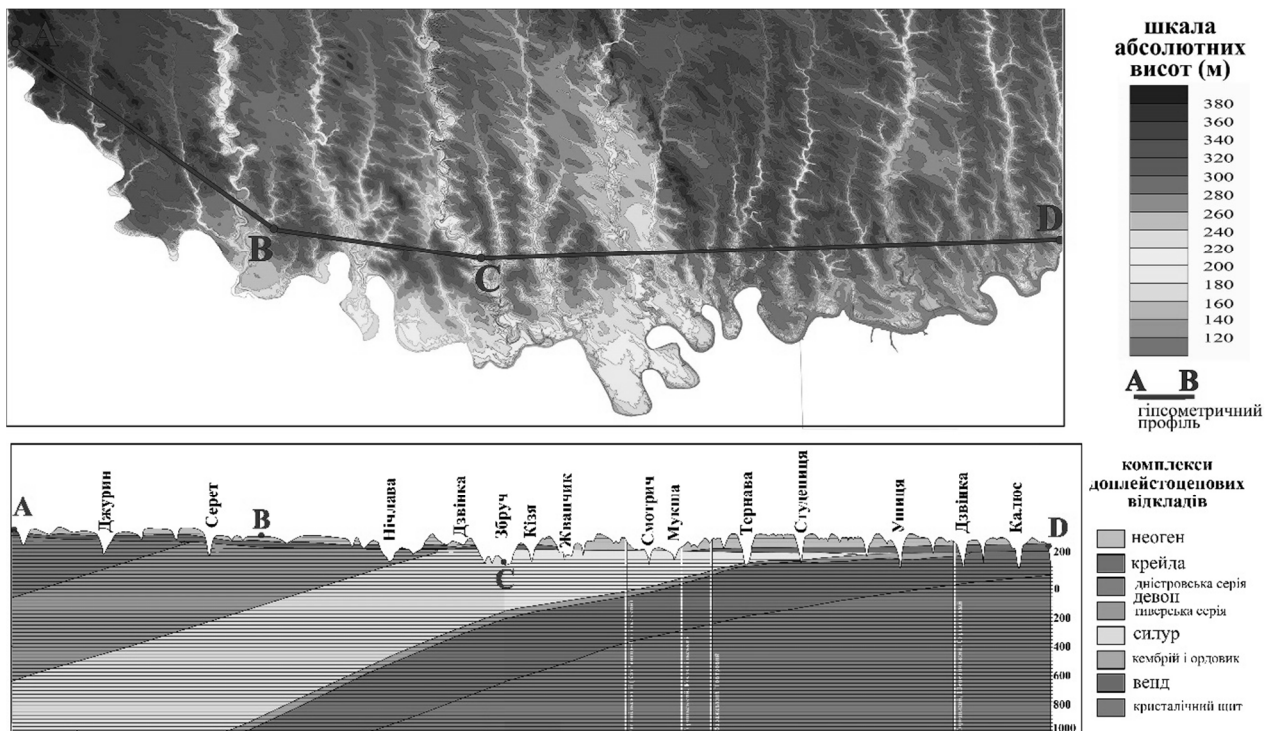 шкала
абсолютних
висот (м)
A
B
C
D
380
360
340
320
300
280
260
240
220
200
180
160
140
120
A B
гіпсометричний
профіль
A
Джурин
Серет
B
Нічлава
Дзвінка
Збруч
C
Кізя
Жванчик
Смотрич
Мукша
Тернава
Студениця
Ушиця
Дзвінка
Калюс
D
200
0
200
400
600
800
1000
комплекси
доплейстоценових
відкладів
неоген
крейда
дністровська серія
девон
тиверська серія
силур
кембрій і ордовик
венд
кристалічний щит